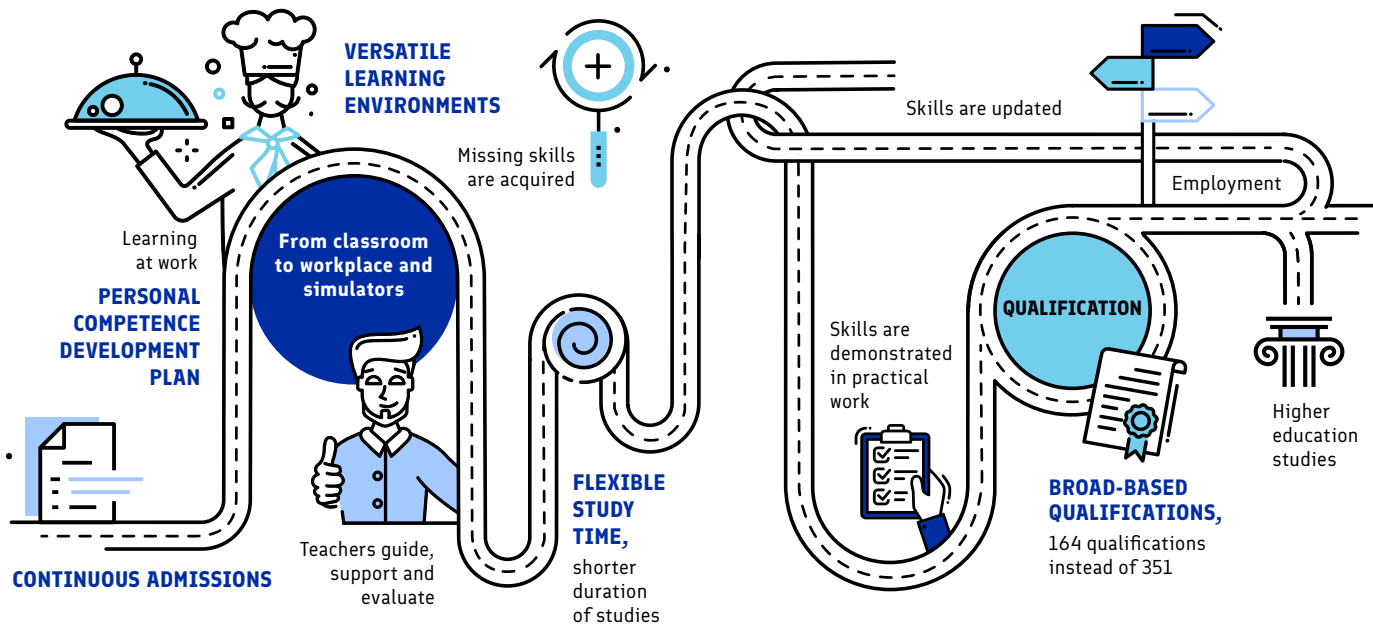 VERSATILE
LEARNING
ENVIRONMENTS
Learning
at work
PERSONAL
COMPETENCE
DEVELOPMENT
PLAN
From classroom
to workplace and
simulators
CONTINUOUS ADMISSIONS
Teachers guide,
support and
evaluate
Missing skills
are acquired
FLEXIBLE
STUDY
TIME,
shorter
duration
of studies
Skills are updated
Employment
Skills are
demonstrated
in practical
work
QUALIFICATION
BROAD-BASED
QUALIFICATIONS,
164 qualifications
instead of 351
Higher
education
studies